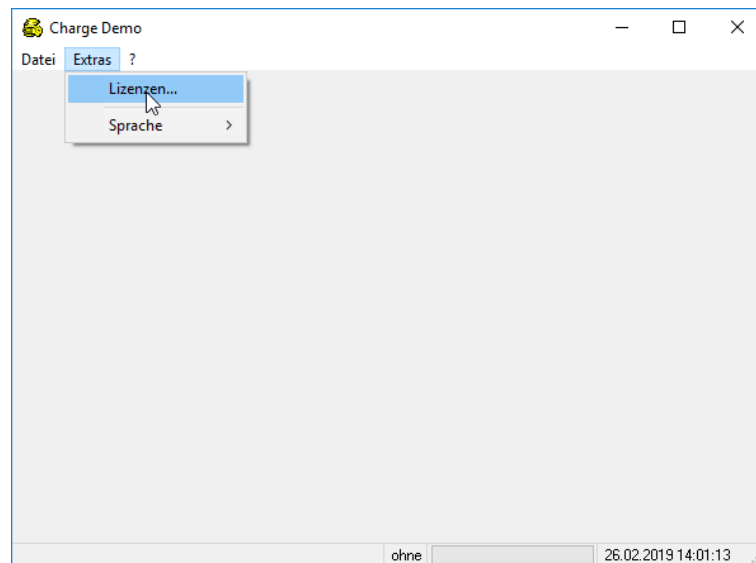 Charge Demo
Datei Extras ?
Lizenzen...
Sprache
ohne 26.02.2019 14:01:13